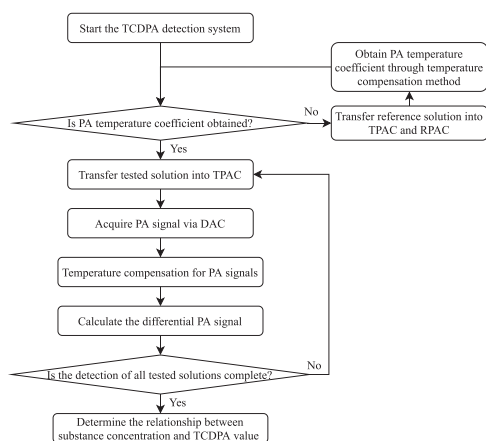 Start the TCDPA detection system
Obtain PA temperature
coefficient through temperature
compensation method
Is PA temperature coefficient obtained?
No
Transfer reference solution into
TPAC and RPAC
Yes
Transfer tested solution into TPAC
Acquire PA signal via DAC
Temperature compensation for PA signals
Calculate the differential PA signal
Is the detection of all tested solutions complete?
No
Yes
Determine the relationship between
substance concentration and TCDPA value